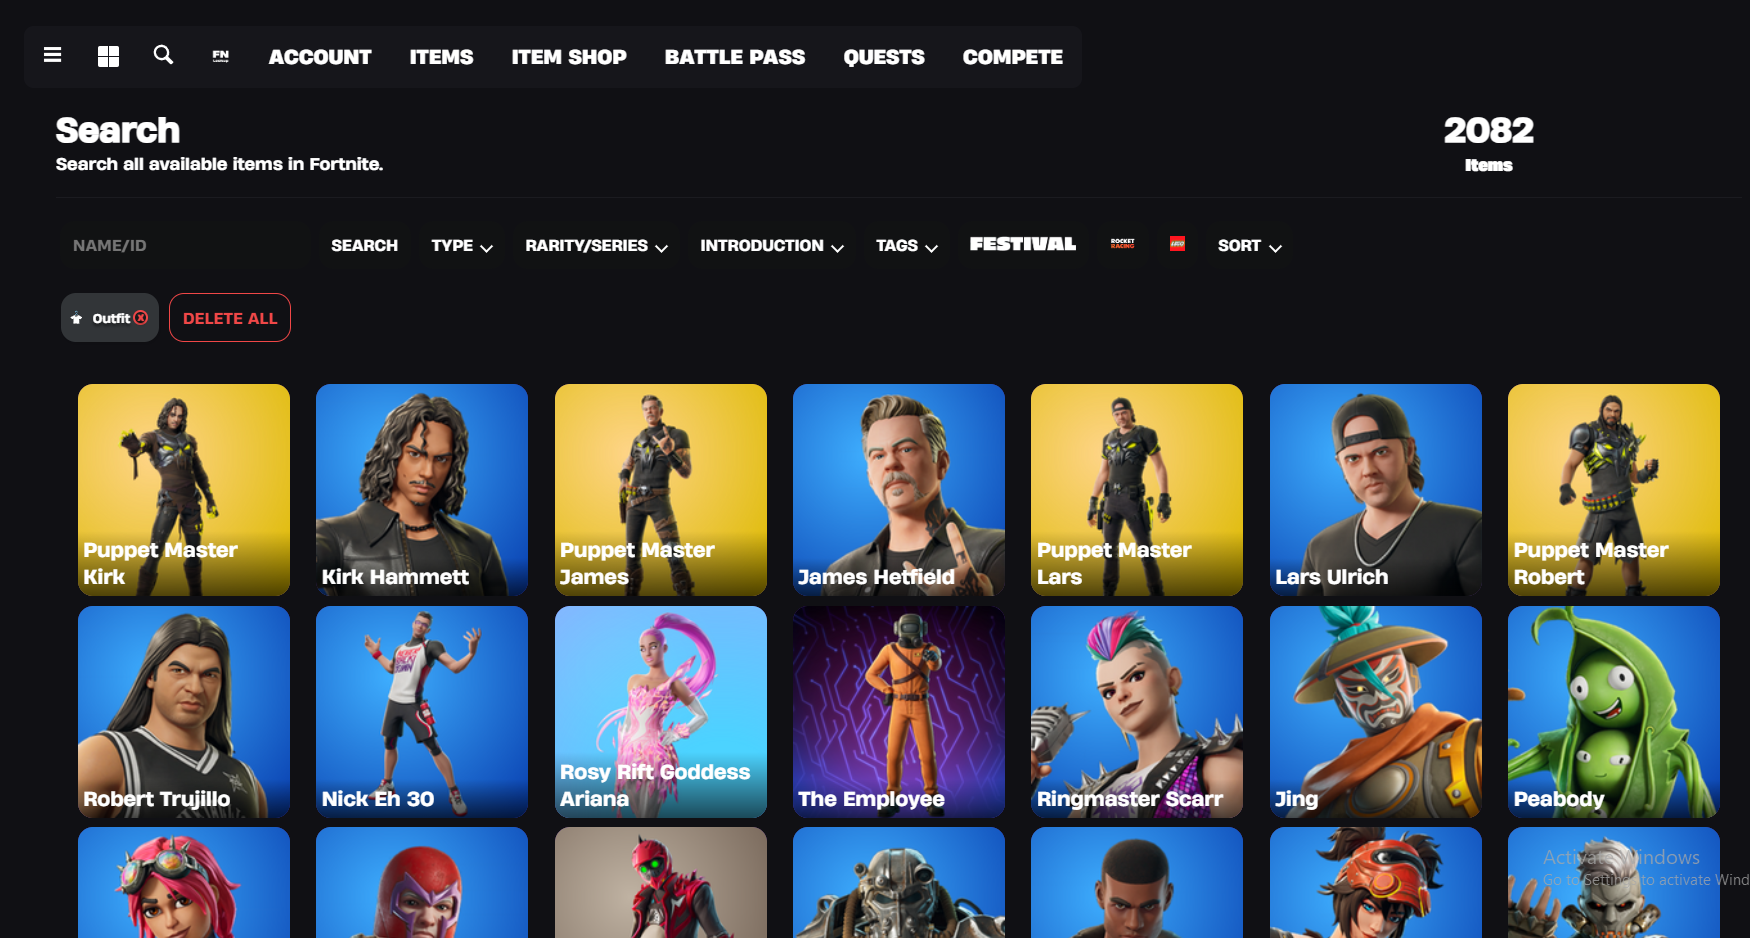 FN
ACCOUNT
ITEMS
ITEM SHOP
BATTLE PASS
QUESTS
COMPETE
Search
Search all available items in Fortnite.
2082
Items
NAME/ID
SEARCH
TYPE
RARITY/SERIES
INTRODUCTION
TAGS
FESTIVAL
ROCKET
RACING
LEGO
SORT
Outfit
DELETE ALL
Puppet Master
Kirk
Kirk Hammett
Puppet Master
James
James Hetfield
Puppet Master
Lars
Lars Ulrich
Puppet Master
Robert
Robert Trujillo
Nick Eh 30
Rosy Rift Goddess
Ariana
The Employee
Ringmaster Scarr
Jing
Peabody
Activate Windows
Go to Settings to activate Wind